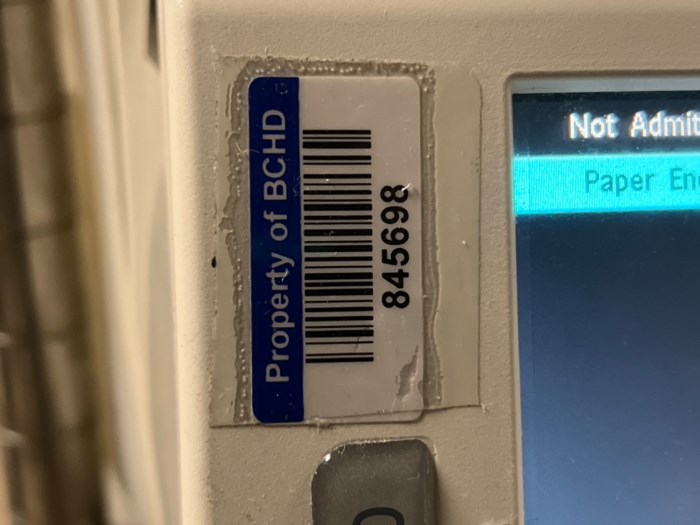 Property of BCHD
845698
Not Admit
Paper En